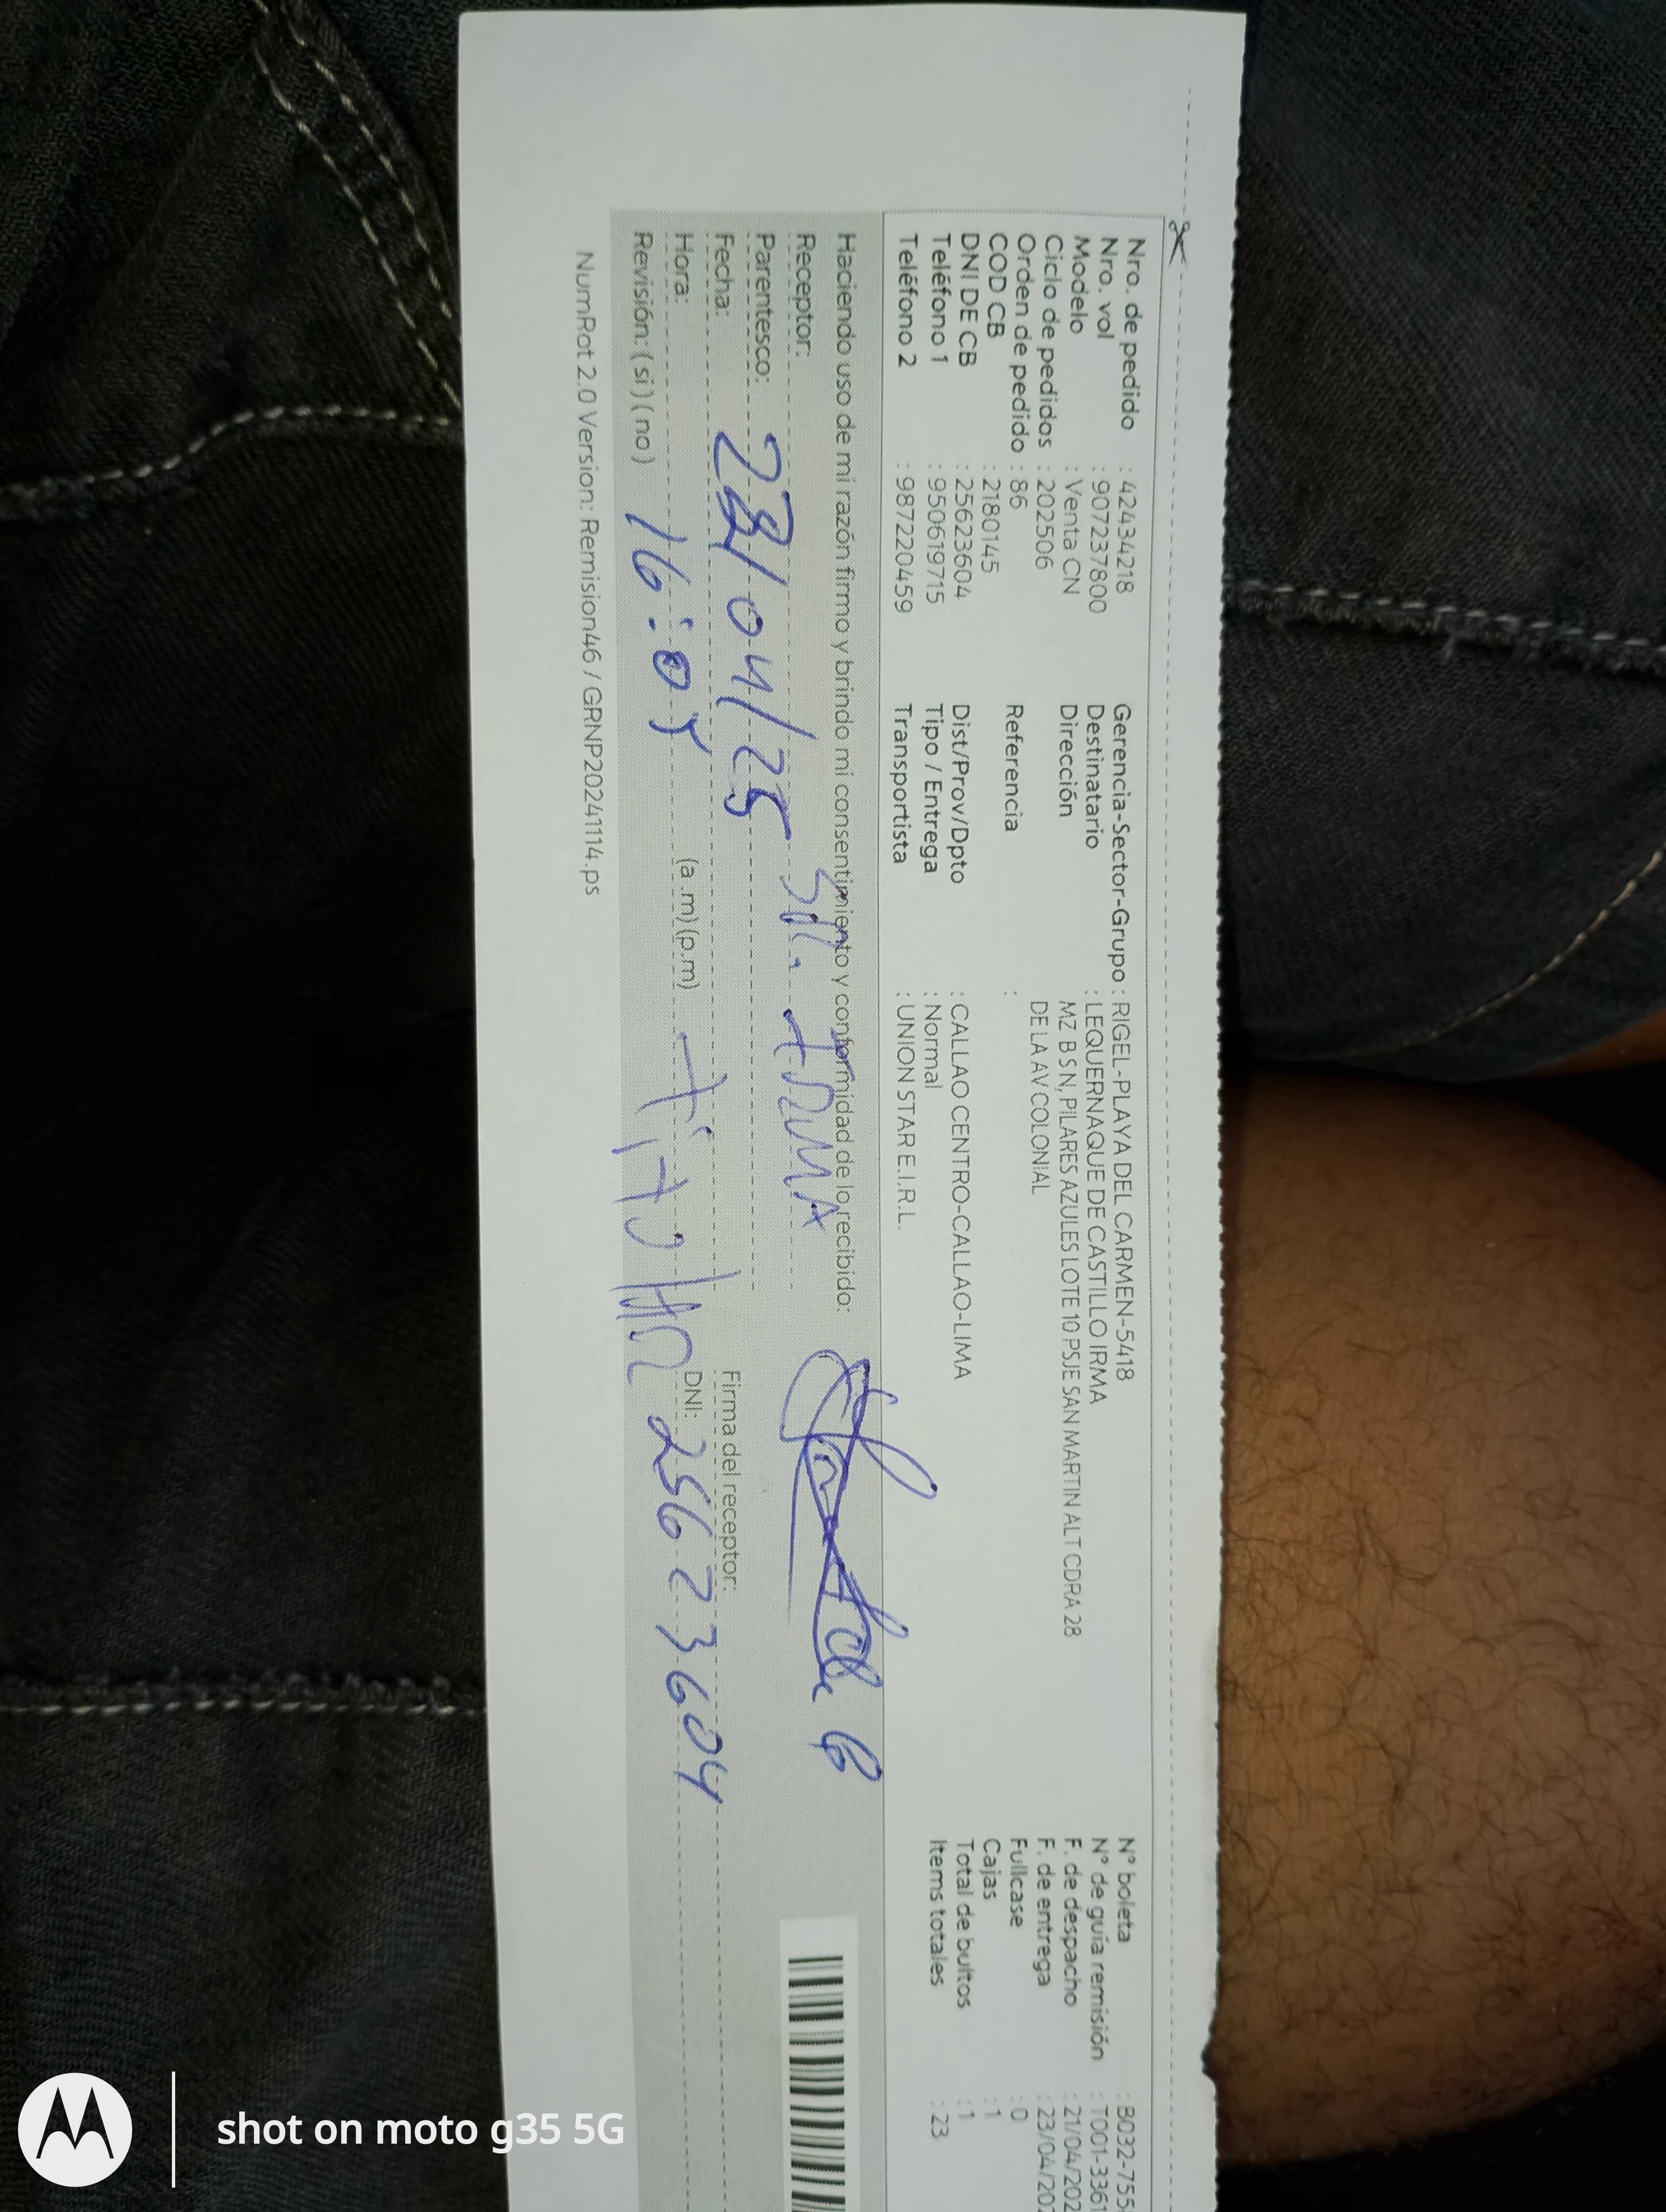 Nro. de pedido : 42434218
Nro. vol : 907237800
Modelo : Venta CN
Ciclo de pedidos : 202506
Orden de pedido : 86
COD CB : 2180145
DNI DE CB : 25623604
Teléfono 1 : 950619715
Teléfono 2 : 987220459
Gerencia-Sector-Grupo : RIGEL-PLAYA DEL CARMEN-5418
Destinatario : LEQUERNAQUE DE CASTILLO IRMA
Dirección MZ B S N, PILARES AZULES LOTE 10 PSJE SAN MARTIN ALT CDRA 28
DE LA AV COLONIAL
Referencia :
Dist/Prov/Dpto : CALLAO CENTRO-CALLAO-LIMA
Tipo / Entrega : Normal
Transportista : UNION STAR E.I.R.L.
N° boleta : B032-755
N° de guía remisión : T001-3361
F. de despacho : 21/04/202
F. de entrega : 23/04/202
Fullcase : 0
Cajas : 1
Total de bultos : 1
Items totales : 23
Haciendo uso de mi razón firmo y brindo mi consentimiento y conformidad de lo recibido:
Receptor: IRMA
Parentesco:
Fecha: 23/04/25
Hora: 16:04 (a.m) (p.m)
Revisión: (si) (no)
Firma del receptor:
DNI: 25623604
NumRot 2.0 Version: Remision46 / GRNP20241114.ps
shot on moto g35 5G